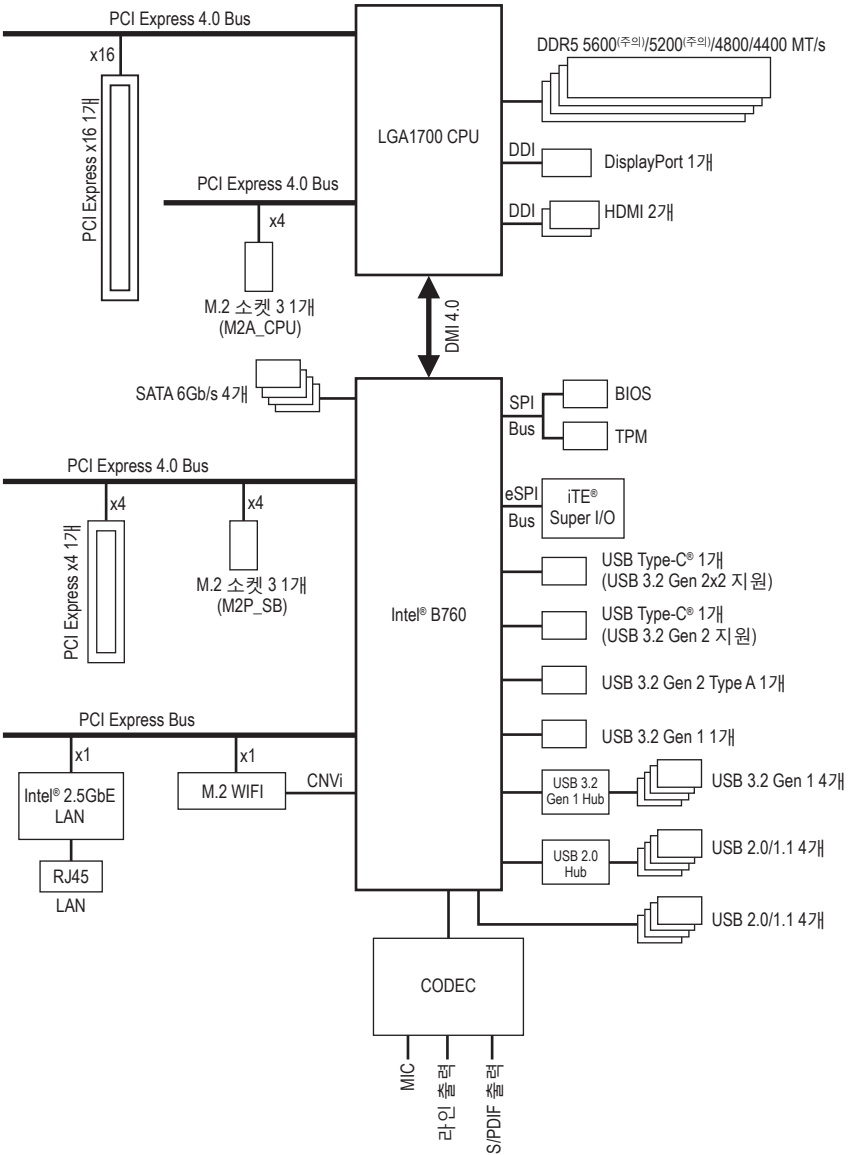 PCI Express 4.0 Bus
x16
PCI Express x16 1개
DDR5 5600(주의)/5200(주의)/4800/4400 MT/s
LGA1700 CPU
DDI
DisplayPort 1개
PCI Express 4.0 Bus
DDI
HDMI 2개
x4
M.2 소켓 3 1개
(M2A_CPU)
DMI 4.0
SATA 6Gb/s 4개
SPI
Bus
BIOS
TPM
PCI Express 4.0 Bus
x4
x4
PCI Express x4 1개
M.2 소켓 3 1개
(M2P_SB)
eSPI
Bus
iTE®
Super I/O
USB Type-C® 1개
(USB 3.2 Gen 2x2 지원)
Intel® B760
USB Type-C® 1개
(USB 3.2 Gen 2 지원)
USB 3.2 Gen 2 Type A 1개
PCI Express Bus
USB 3.2 Gen 1 1개
x1
x1
Intel® 2.5GbE
LAN
M.2 WIFI
CNVi
USB 3.2
Gen 1 Hub
USB 3.2 Gen 1 4개
RJ45
LAN
USB 2.0
Hub
USB 2.0/1.1 4개
USB 2.0/1.1 4개
CODEC
MIC
라인 출력
S/PDIF 출력